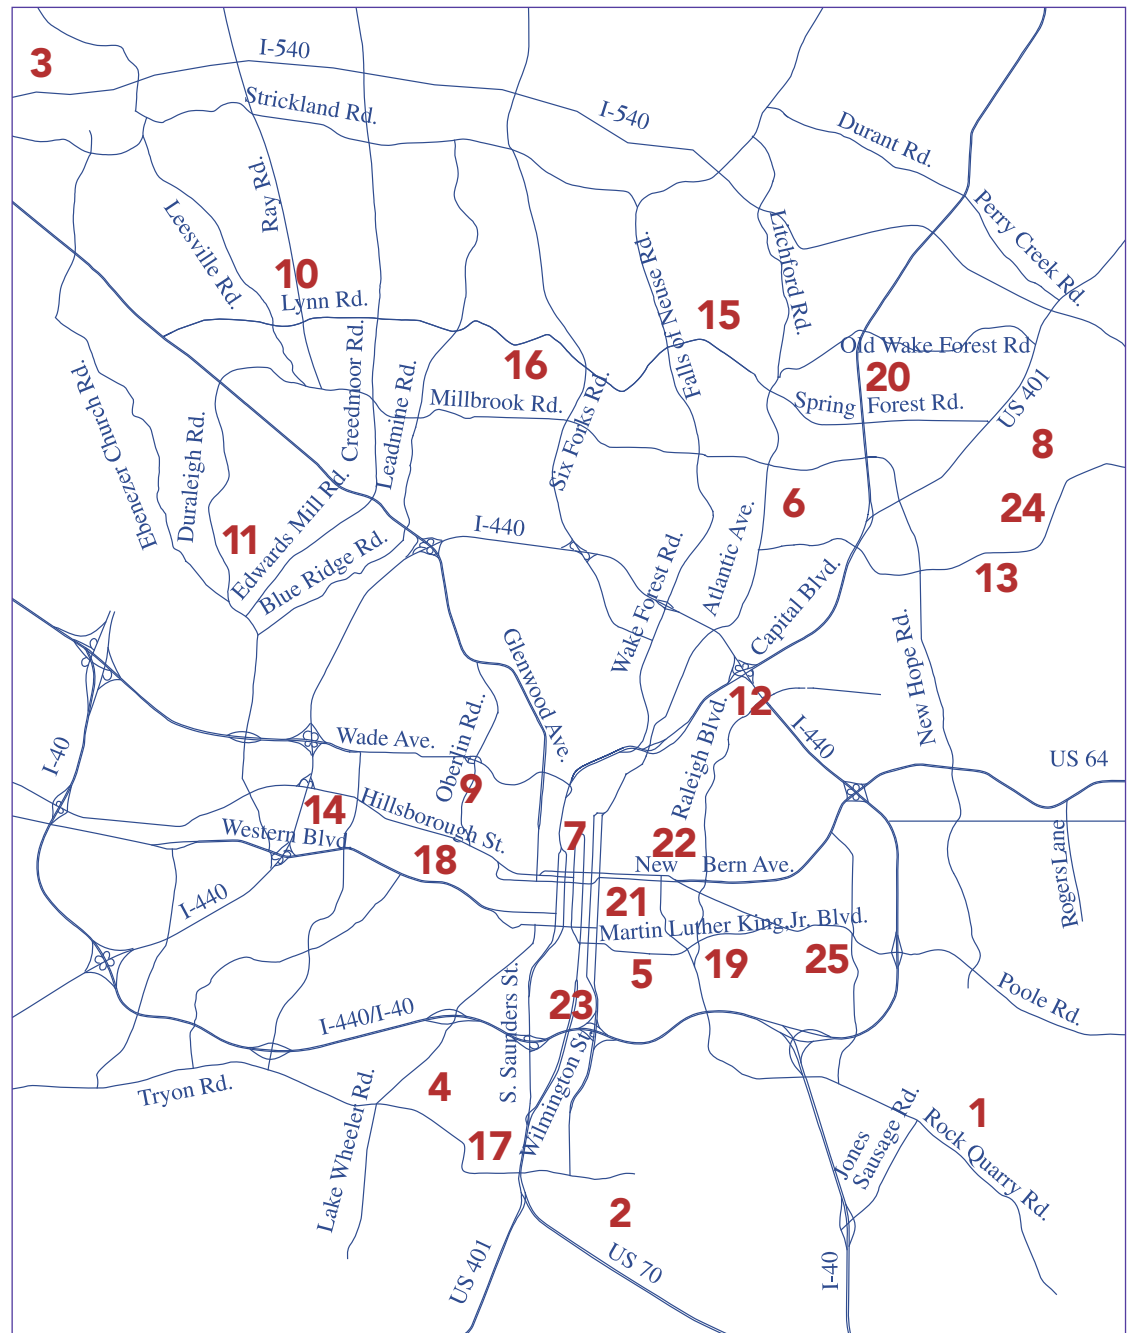 3
I-540
Strickland Rd.
I-540
Durant Rd.
Ray Rd.
Leesville Rd.
Perry Creek Rd.
Litchford Rd.
Falls of Neuse Rd.
10
Lynn Rd.
15
Creedmoor Rd.
Old Wake Forest Rd
16
20
Ebenezer Church Rd.
Duraleigh Rd.
Leadmine Rd.
Millbrook Rd.
Six Forks Rd.
Spring Forest Rd.
US 401
8
6
24
11
Edwards Mill Rd.
Blue Ridge Rd.
I-440
Wake Forest Rd.
Atlantic Ave.
Capital Blvd.
13
New Hope Rd.
Glenwood Ave.
12
I-40
Wade Ave.
Oberlin Rd..
Raleigh Blvd.
I-440
US 64
9
14
Hillsborough St.
Western Blvd
7
22
18
New Bern Ave.
Rogers Lane
I-440
21
Martin Luther King,Jr. Blvd.
5
19
25
Poole Rd.
23
I-440/I-40
S. Saunders St.
Wilmington St.
Tryon Rd.
4
Lake Wheeler Rd.
17
1
Jones
Sausage Rd.
Rock Quarry Rd.
2
US 401
US 70
I-40